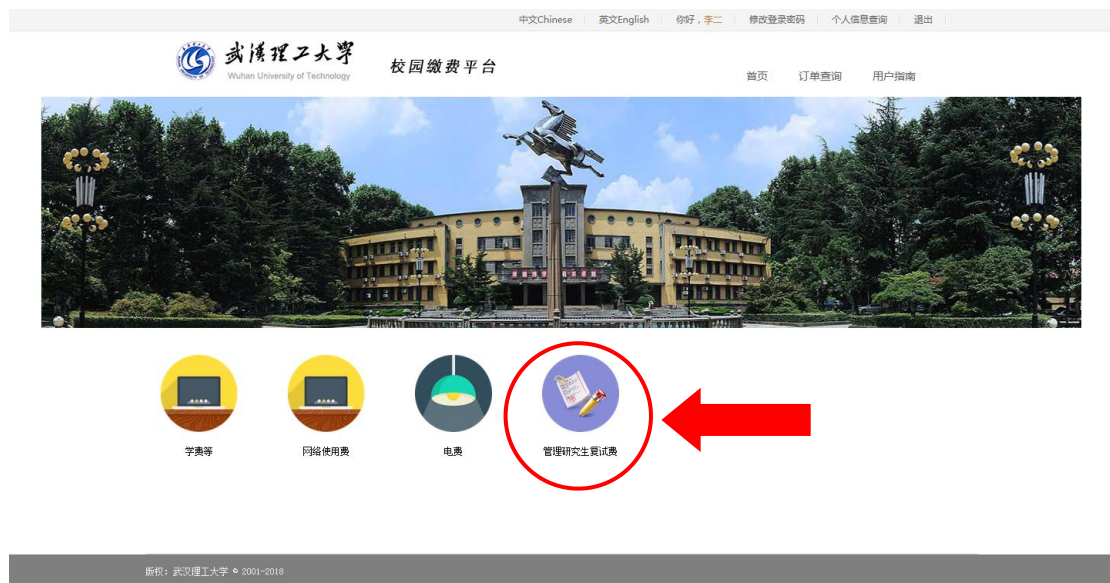 中文Chinese 英文English 你好，李二 修改登录密码 个人信息查询 退出
武汉理工大学
Wuhan University of Technology
校园缴费平台
首页 订单查询 用户指南
学费等 网络使用费 电费 管理研究生复试费
版权：武汉理工大学 © 2001-2018